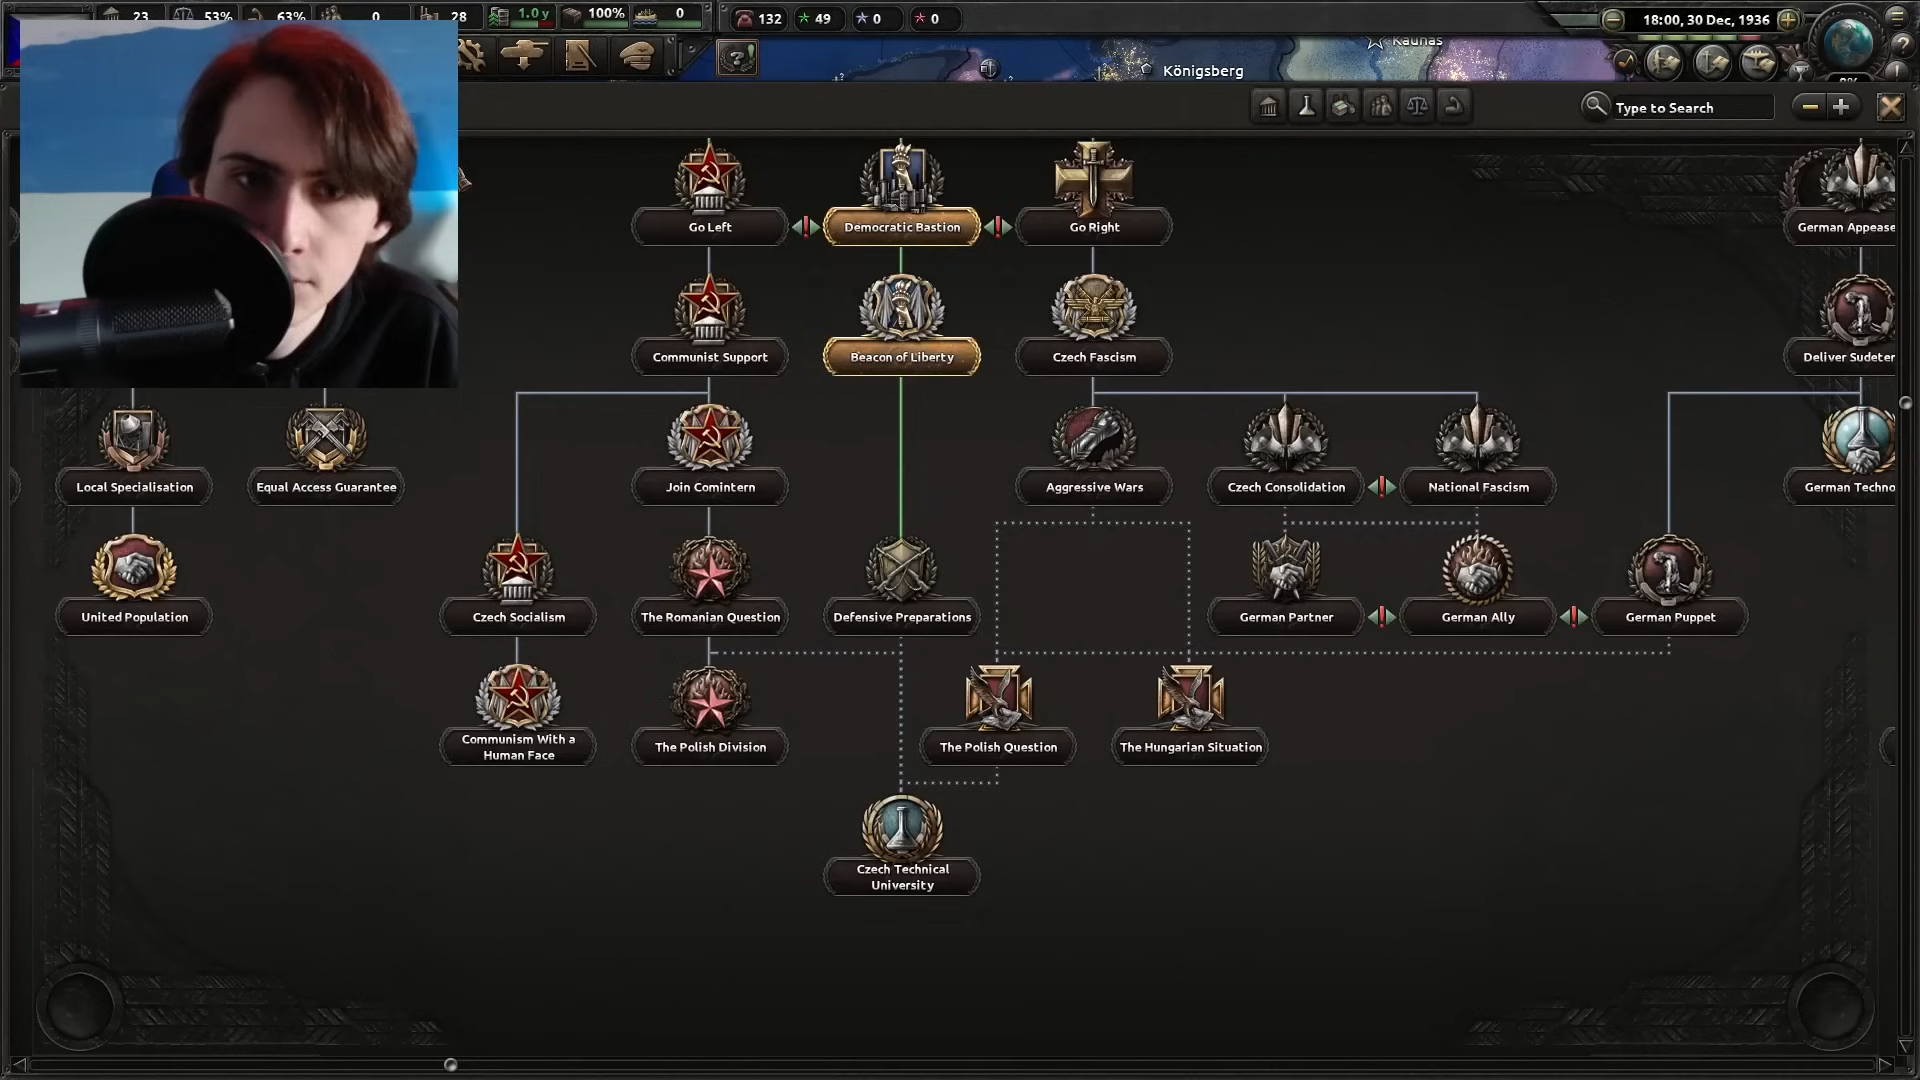 23 53% 63% 0 28 1.0 y 100% 0 132 49 0 0 18:00, 30 Dec, 1936
Kaunas
Königsberg
Type to Search
Go Left
Democratic Bastion
Go Right
German Appease
Communist Support
Beacon of Liberty
Czech Fascism
Deliver Sudeten
Local Specialisation
Equal Access Guarantee
Join Comintern
Aggressive Wars
Czech Consolidation
National Fascism
German Techno
United Population
Czech Socialism
The Romanian Question
Defensive Preparations
German Partner
German Ally
German Puppet
Communism With a
Human Face
The Polish Division
The Polish Question
The Hungarian Situation
Czech Technical
University